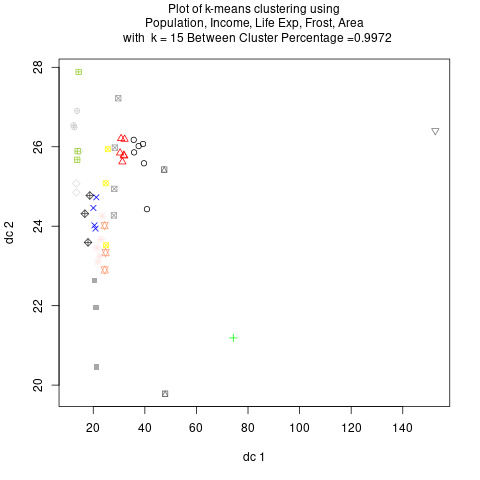 Plot of k-means clustering using
Population, Income, Life Exp, Frost, Area
with k = 15 Between Cluster Percentage =0.9972
28
26
24
22
20
dc 2
20 40 60 80 100 120 140
dc 1